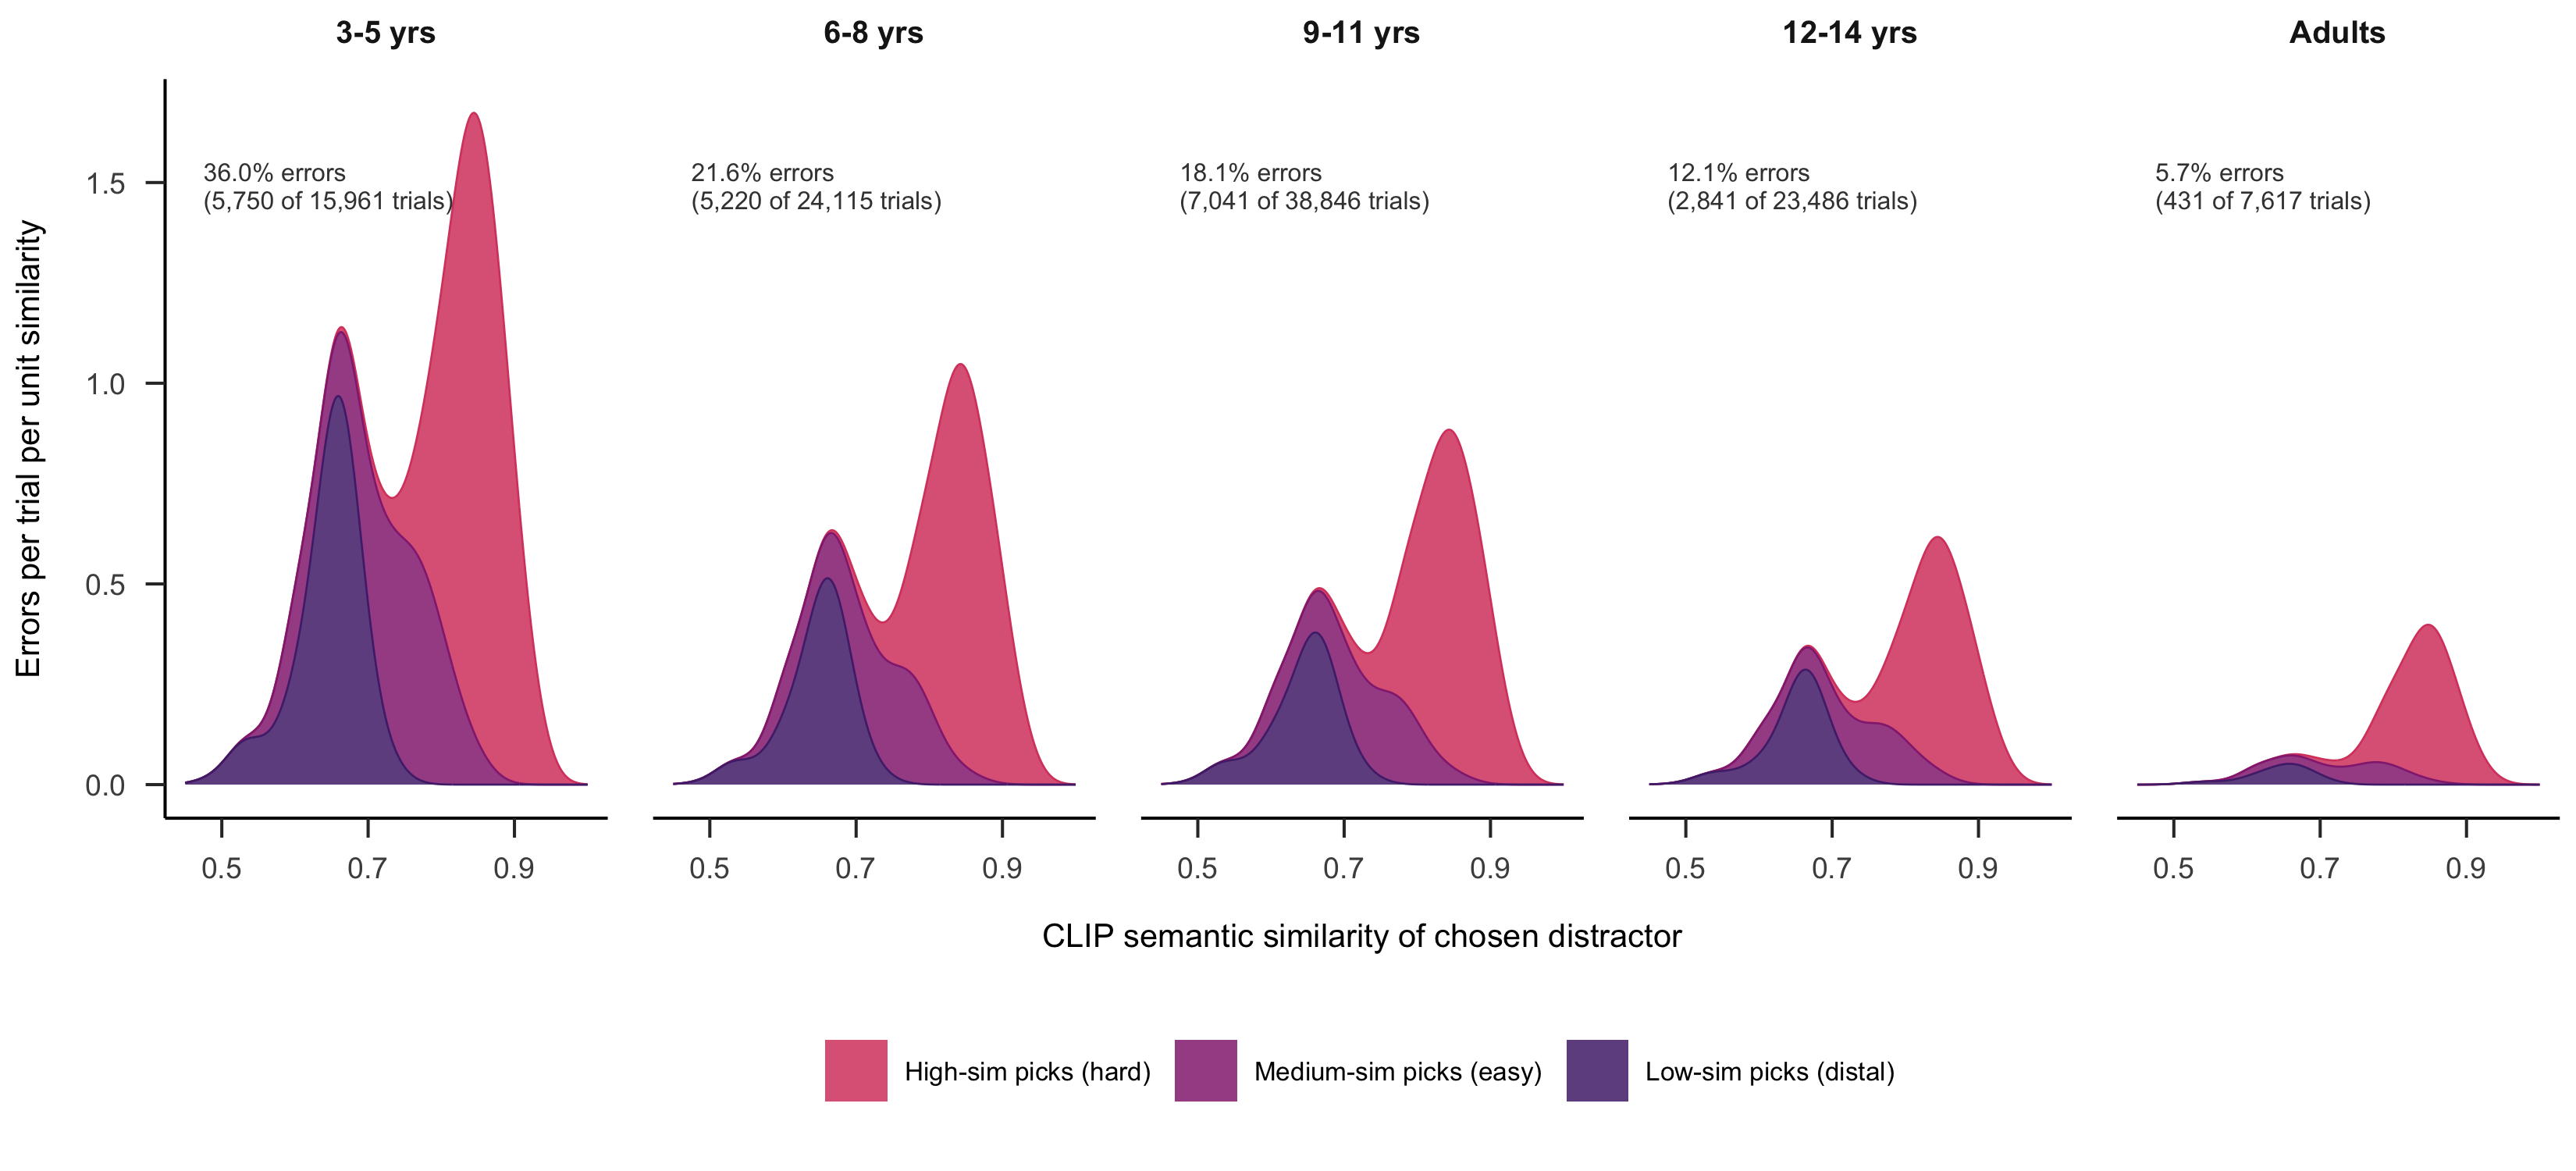 3-5 yrs
6-8 yrs
9-11 yrs
12-14 yrs
Adults
36.0% errors
(5,750 of 15,961 trials)
21.6% errors
(5,220 of 24,115 trials)
18.1% errors
(7,041 of 38,846 trials)
12.1% errors
(2,841 of 23,486 trials)
5.7% errors
(431 of 7,617 trials)
Errors per trial per unit similarity
1.5
1.0
0.5
0.0
0.5 0.7 0.9
0.5 0.7 0.9
0.5 0.7 0.9
0.5 0.7 0.9
0.5 0.7 0.9
CLIP semantic similarity of chosen distractor
High-sim picks (hard)
Medium-sim picks (easy)
Low-sim picks (distal)